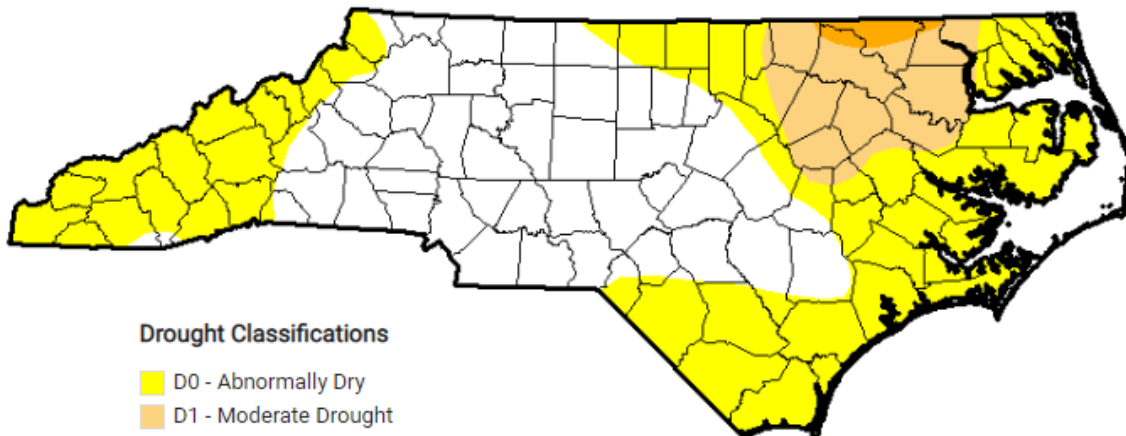 Drought Classifications
D0 - Abnormally Dry
D1 - Moderate Drought